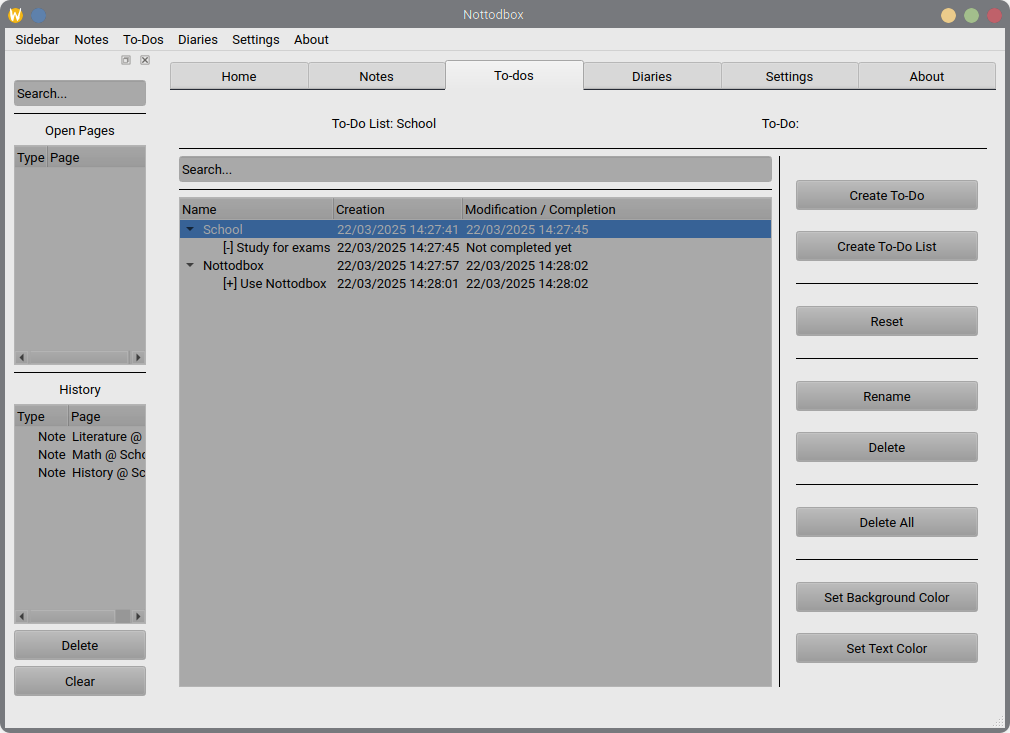 Nottodbox
Sidebar Notes To-Dos Diaries Settings About
Search...
Open Pages
Type Page
History
Type Page
Note Literature @
Note Math @ Scho
Note History @ Sc
Delete
Clear
Home Notes To-dos Diaries Settings About
To-Do List: School To-Do:
Search...
Name Creation Modification / Completion
School 22/03/2025 14:27:41 22/03/2025 14:27:45
[-] Study for exams 22/03/2025 14:27:45 Not completed yet
Nottodbox 22/03/2025 14:27:57 22/03/2025 14:28:02
[+] Use Nottodbox 22/03/2025 14:28:01 22/03/2025 14:28:02
Create To-Do
Create To-Do List
Reset
Rename
Delete
Delete All
Set Background Color
Set Text Color